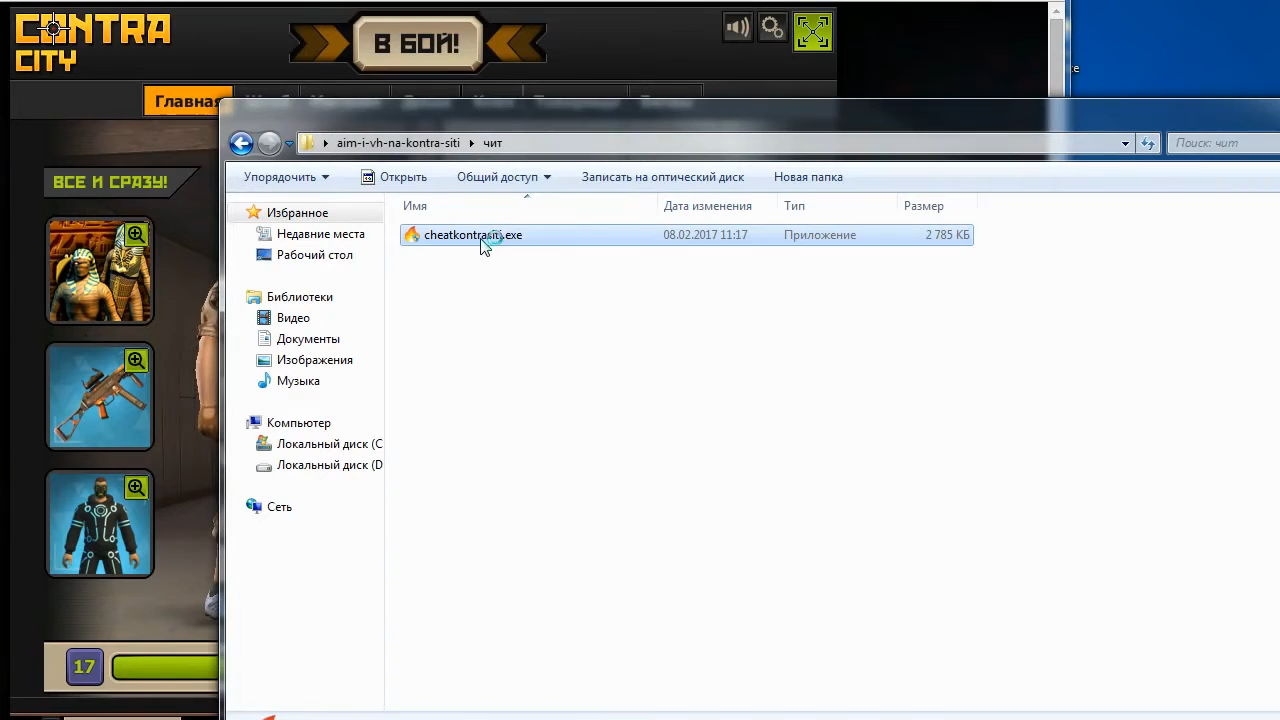 CONTRA
CITY
В БОЙ!
Главная
aim-i-vh-na-kontra-siti
чит
Поиск: чит
Упорядочить
Открыть
Общий доступ
Записать на оптический диск
Новая папка
ВСЕ И СРАЗУ!
Имя
Дата изменения
Тип
Размер
Избранное
Недавние места
Рабочий стол
.exe
08.02.2017 11:17
Приложение
2 785 КБ
Библиотеки
Видео
Документы
Изображения
Музыка
Компьютер
Локальный диск (C
Локальный диск (D
Сеть
17